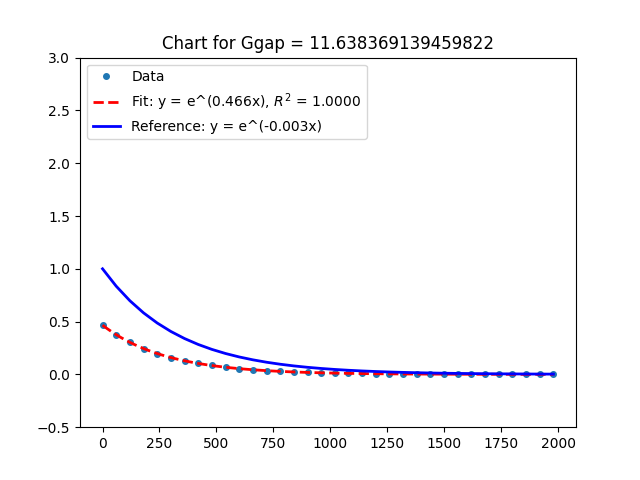 Chart for Ggap = 11.638369139459822
3.0
2.5
2.0
1.5
1.0
0.5
0.0
−0.5
Data
Fit: y = e^(0.466x), R² = 1.0000
Reference: y = e^(-0.003x)
0 250 500 750 1000 1250 1500 1750 2000